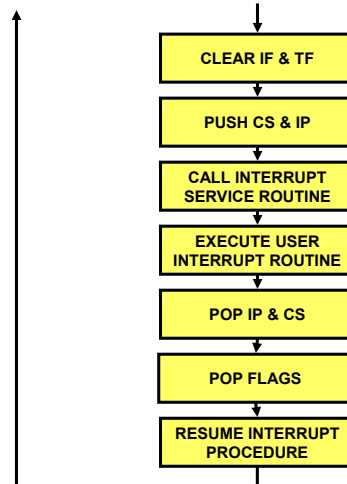 CLEAR IF & TF
PUSH CS & IP
CALL INTERRUPT
SERVICE ROUTINE
EXECUTE USER
INTERRUPT ROUTINE
POP IP & CS
POP FLAGS
RESUME INTERRUPT
PROCEDURE